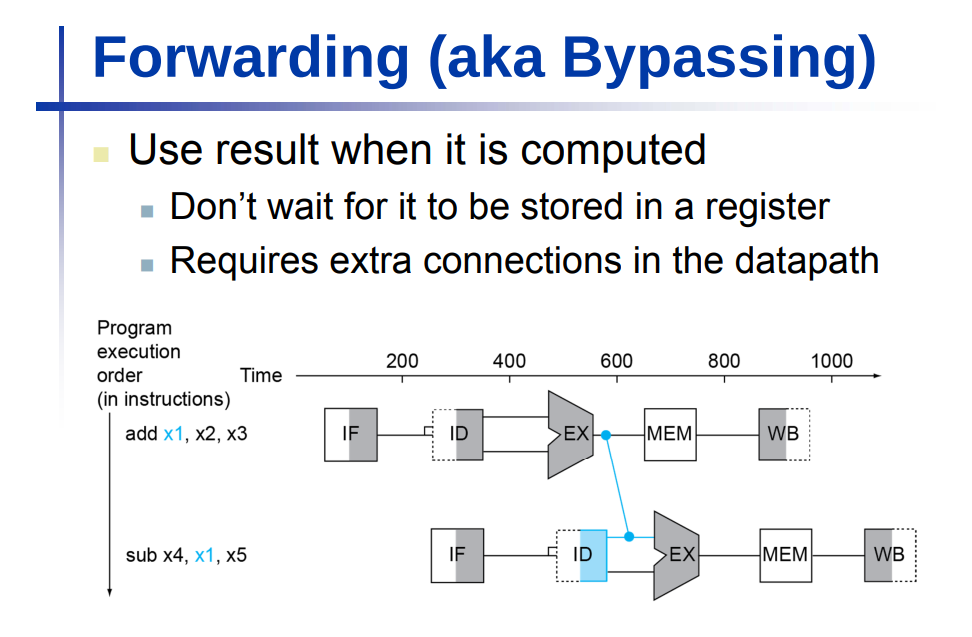 Forwarding (aka Bypassing)
Use result when it is computed
Don’t wait for it to be stored in a register
Requires extra connections in the datapath
Program
execution
order
(in instructions)
Time
200 400 600 800 1000
add x1, x2, x3
IF ID EX MEM WB
sub x4, x1, x5
IF ID EX MEM WB